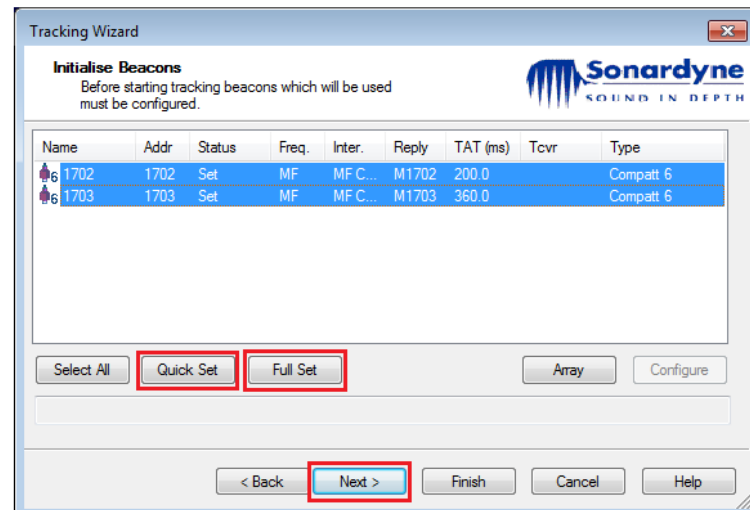 Tracking Wizard
Initialise Beacons
Before starting tracking beacons which will be used
must be configured.
Sonardyne
SOUND IN DEPTH
Name Addr Status Freq. Inter. Reply TAT (ms) Tcvr Type
6 1702 1702 Set MF MF C... M1702 200.0 Compatt 6
6 1703 1703 Set MF MF C... M1703 360.0 Compatt 6
Select All Quick Set Full Set Array Configure
< Back Next > Finish Cancel Help